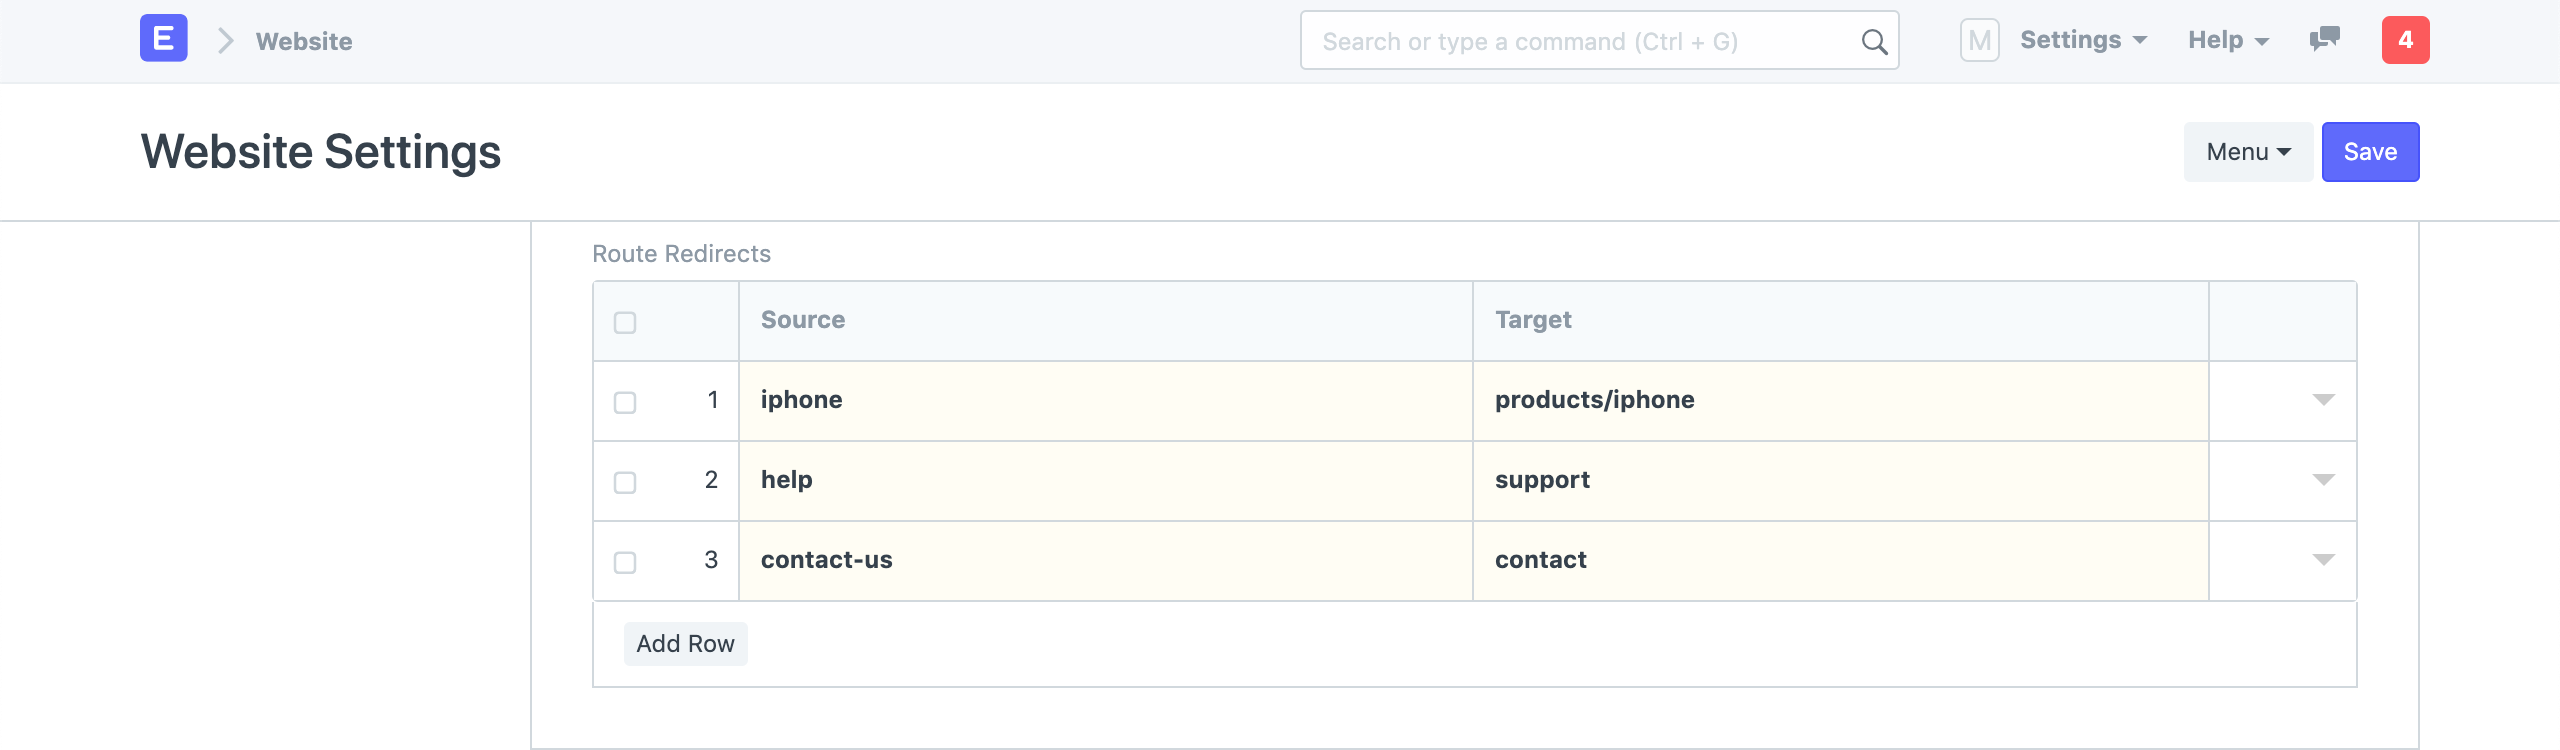 E Website Search or type a command (Ctrl + G) M Settings Help 4
Website Settings Menu Save
Route Redirects
Source Target
1 iphone products/iphone
2 help support
3 contact-us contact
Add Row